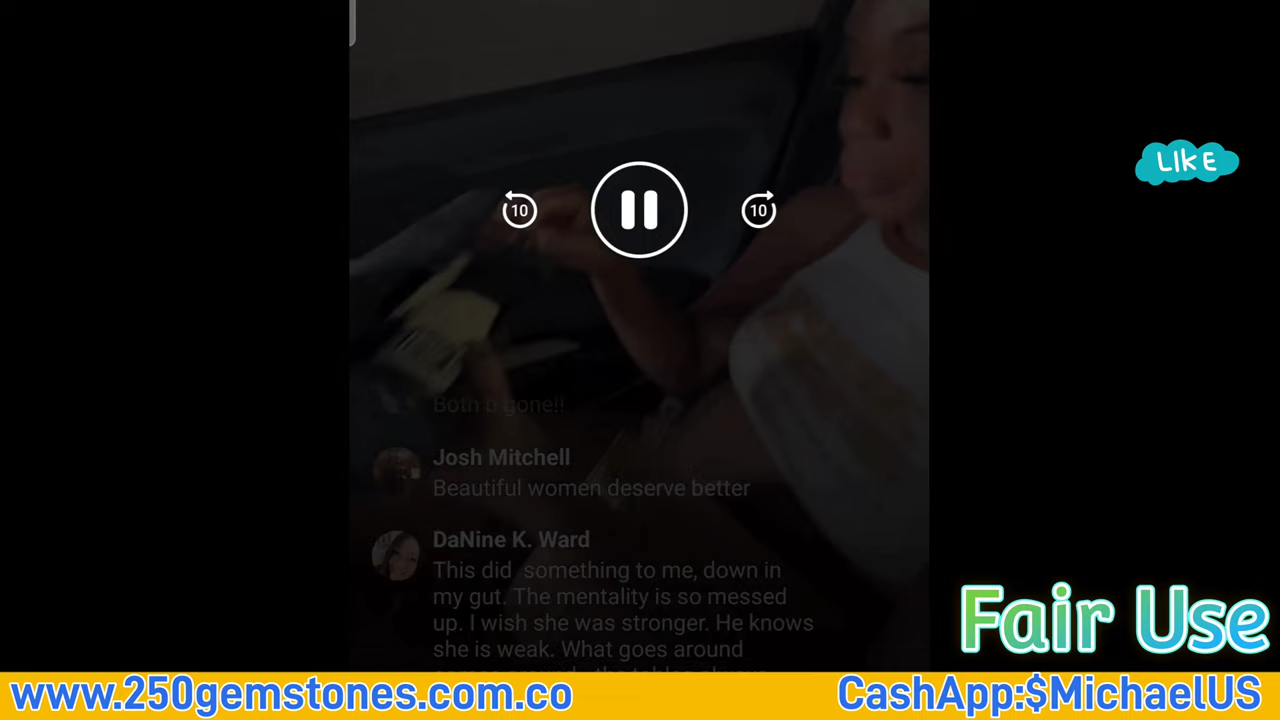 LIKE
10
10
Both b gone!!
Josh Mitchell
Beautiful women deserve better
DaNine K. Ward
This did something to me, down in
my gut. The mentality is so messed
up. I wish she was stronger. He knows
she is weak. What goes around
Fair Use
www.250gemstones.com.co
CashApp:$MichaelUS